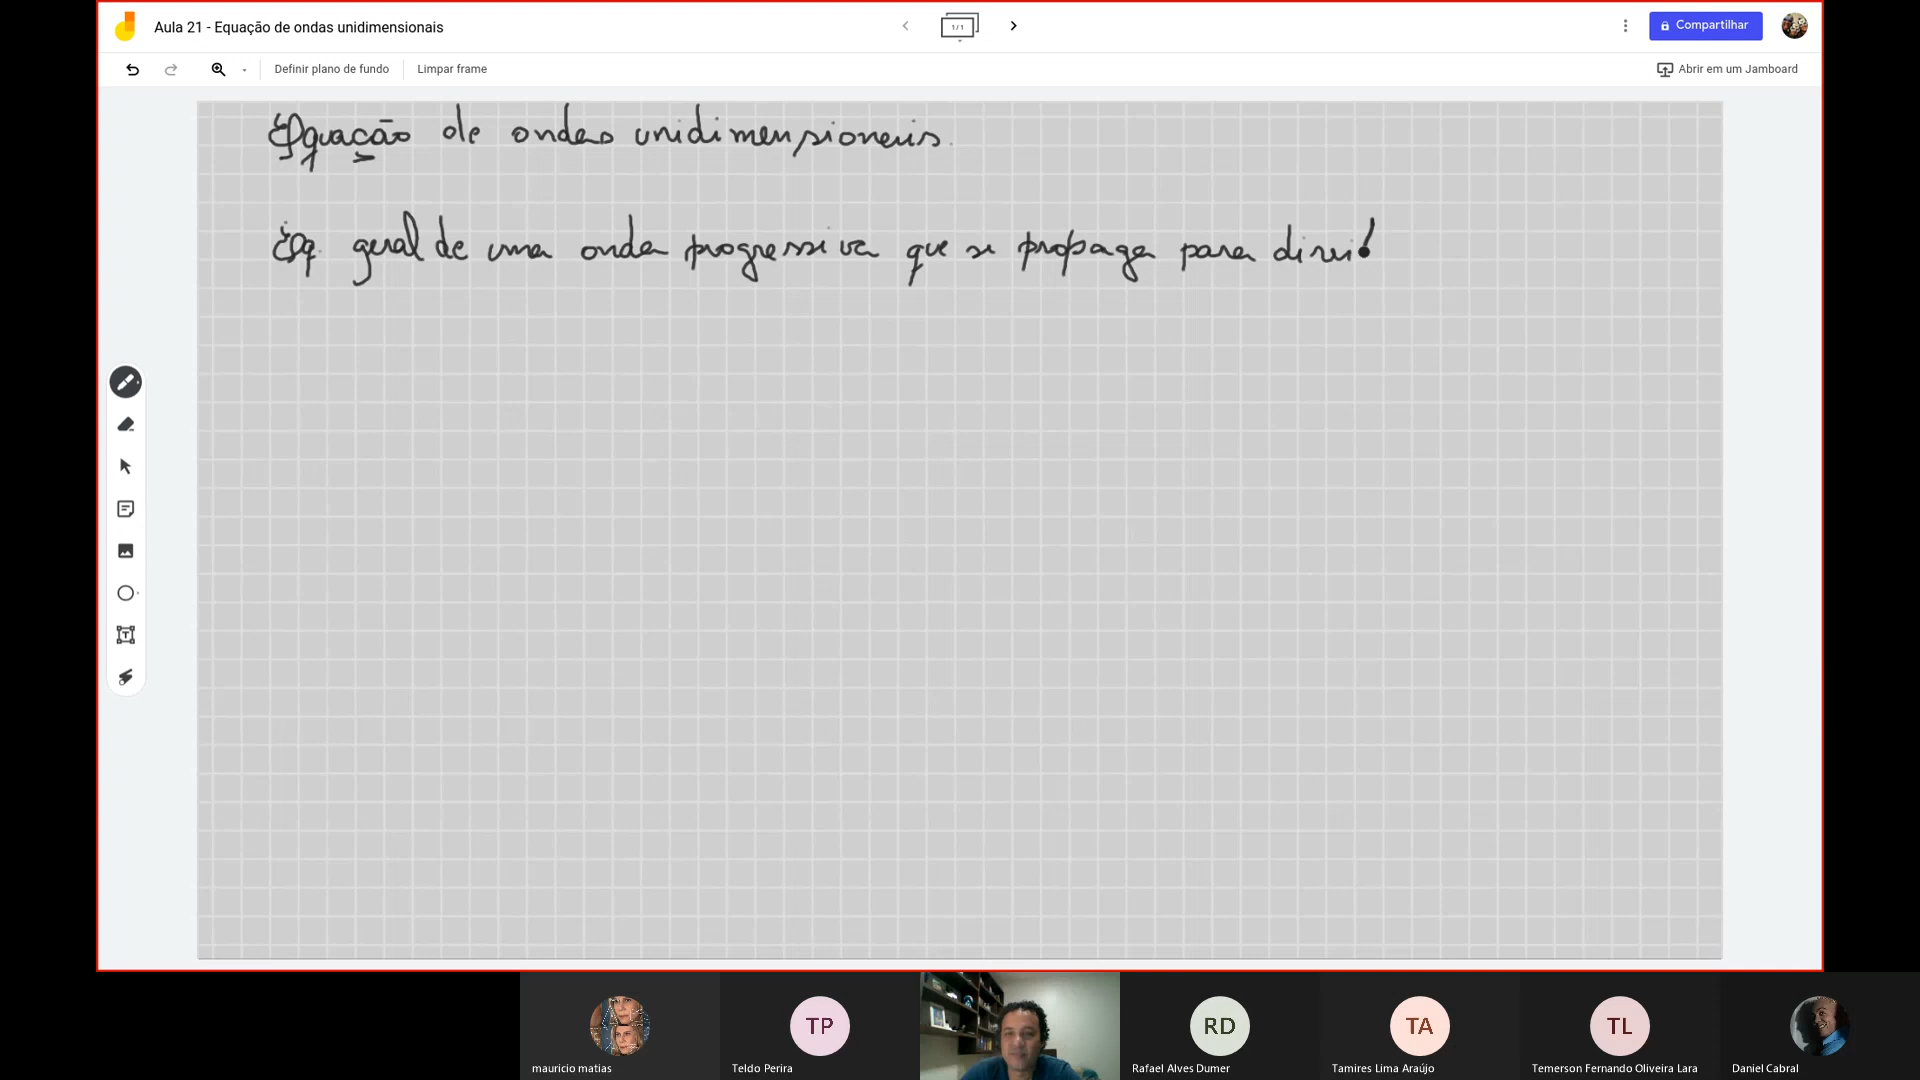 Aula 21 - Equação de ondas unidimensionais
1/1
Compartilhar
Definir plano de fundo
Limpar frame
Abrir em um Jamboard
Equação de ondas unidimensionais
Eq. geral de uma onda progressiva que se propaga para direi
TP
RD
TA
TL
mauricio matias
Teldo Perira
Rafael Alves Dumer
Tamires Lima Araújo
Temerson Fernando Oliveira Lara
Daniel Cabral